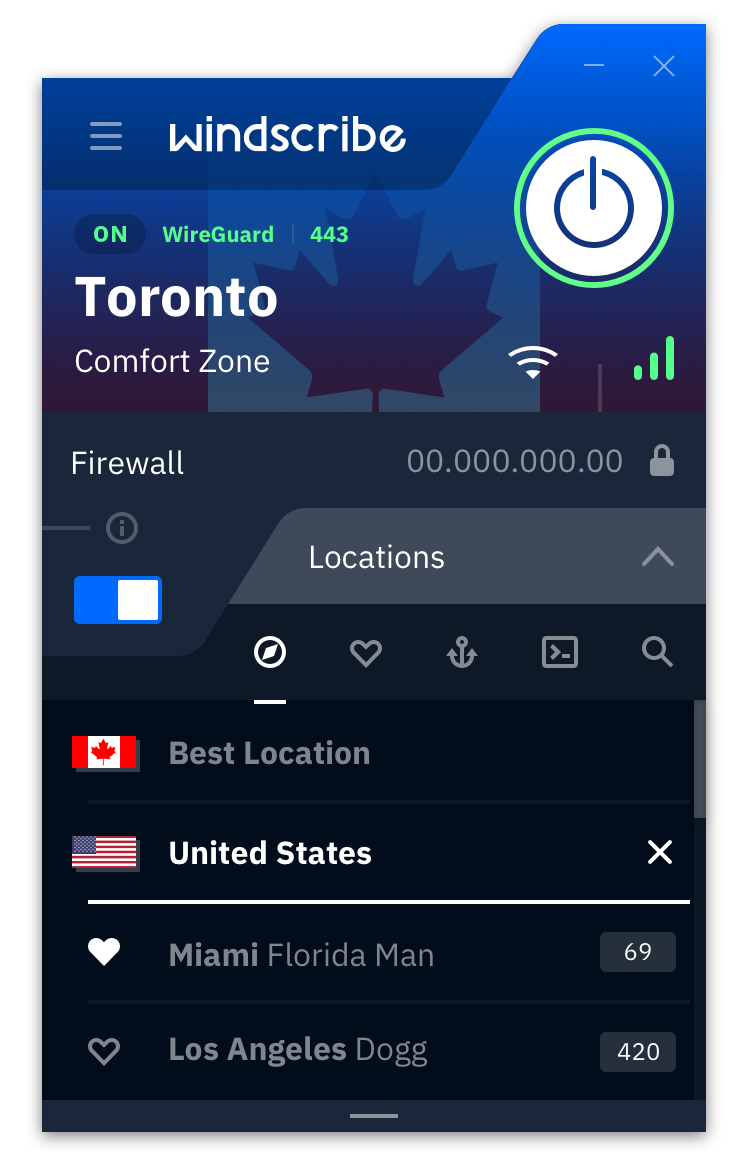 windscribe
ON WireGuard 443
Toronto
Comfort Zone
Firewall 00.000.000.00
Locations
Best Location
United States
Miami Florida Man 69
Los Angeles Dogg 420